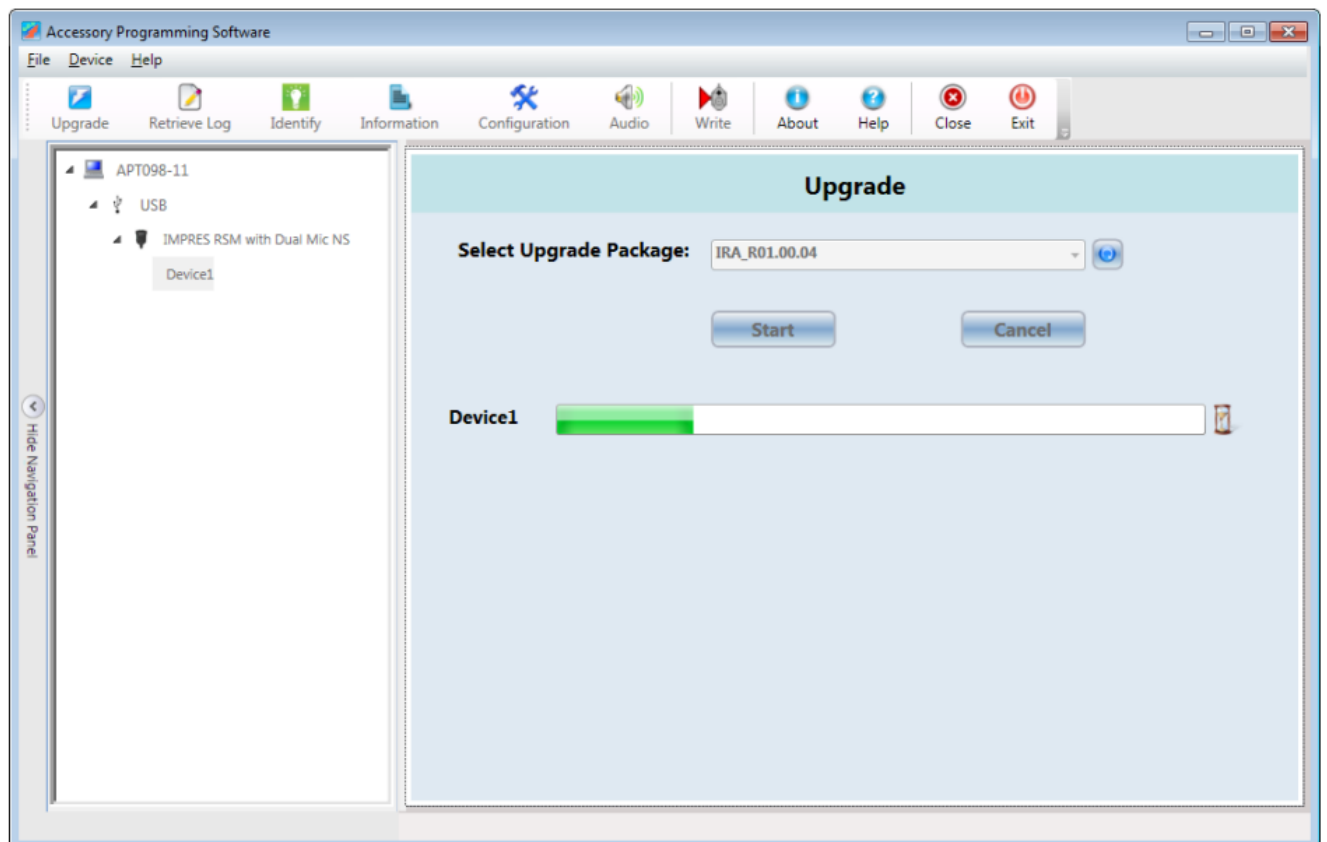 Accessory Programming Software
File Device Help
Upgrade Retrieve Log Identify Information Configuration Audio Write About Help Close Exit
APT098-11
USB
IMPRES RSM with Dual Mic NS
Device1
Hide Navigation Panel
Upgrade
Select Upgrade Package: IRA_R01.00.04
Start Cancel
Device1